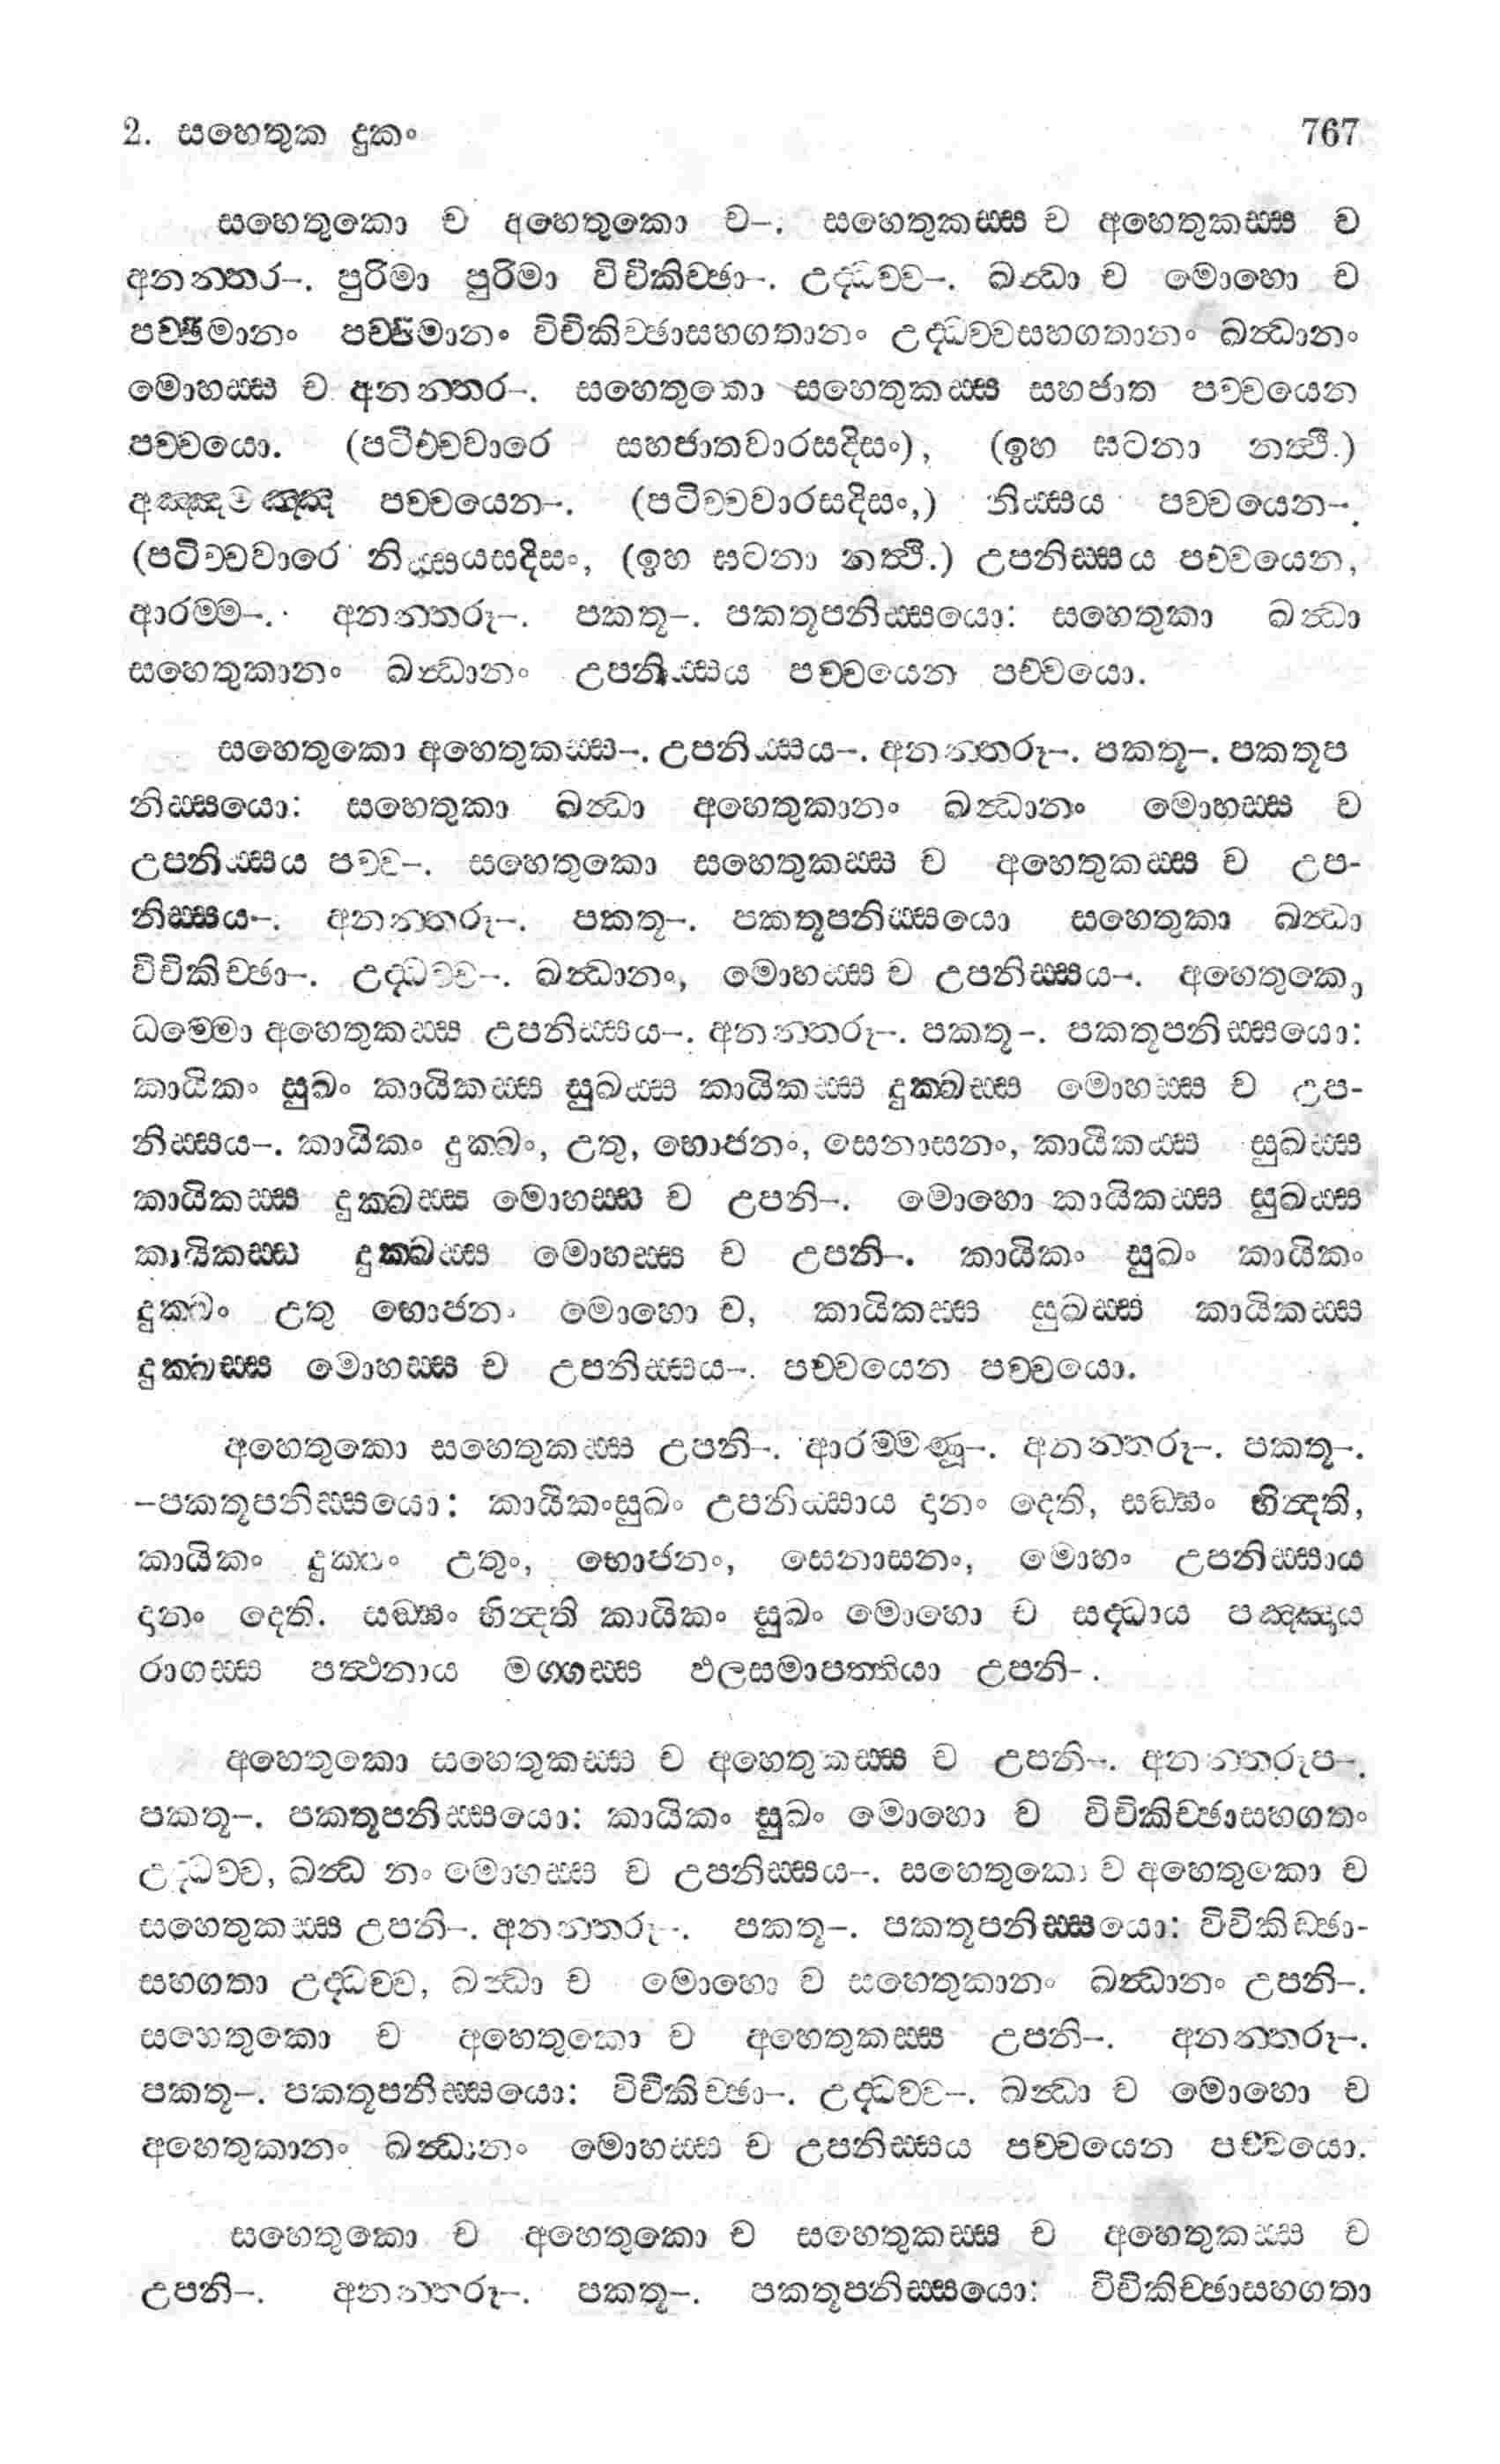 2. සහෙතුක දුකං 767
සහෙතුකො ච අහෙතුකො ච–. සහෙතුකස්ස ච අහෙතුකස්ස ච
අනන්තර–. පුරිමා පුරිමා විචිකිච්ඡා–. උද්ධච්ච–. ඛන්ධා ච මොහො ච
පච්ඡිමානං පච්ඡිමානං විචිකිච්ඡාසහගතානං උද්ධච්චසහගතානං ඛන්ධානං
මොහස්ස ච අනන්තර–. සහෙතුකො සහෙතුකස්ස සහජාත පච්චයෙන
පච්චයො. (පටිච්චවාරෙ සහජාතවාරසදිසං), (ඉහ ඝටනා නත්ථි.)
අඤ්ඤමඤ්ඤ පච්චයෙන–. (පටිච්චවාරසදිසං,) නිස්සය පච්චයෙන–.
(පටිච්චවාරෙ නිස්සයසදිසං, (ඉහ ඝටනා නත්ථි.) උපනිස්සය පච්චයෙන,
ආරම්ම–. අනන්තරූ–. පකතූ–. පකතූපනිස්සයො: සහෙතුකා ඛන්ධා
සහෙතුකානං ඛන්ධානං උපනිස්සය පච්චයෙන පච්චයො.
සහෙතුකො අහෙතුකස්ස–. උපනිස්සය–. අනන්තරූ–. පකතූ–. පකතූප
නිස්සයො: සහෙතුකා ඛන්ධා අහෙතුකානං ඛන්ධානං මොහස්ස ච
උපනිස්සය පච්ච–. සහෙතුකො සහෙතුකස්ස ච අහෙතුකස්ස ච උප-
නිස්සය–. අනන්තරූ–. පකතූ–. පකතූපනිස්සයො සහෙතුකා ඛන්ධා
විචිකිච්ඡා–. උද්ධච්ච–. ඛන්ධානං, මොහස්ස ච උපනිස්සය–. අහෙතුකො
ධම්මො අහෙතුකස්ස උපනිස්සය–. අනන්තරූ–. පකතූ–. පකතූපනිස්සයො:
කායිකං සුඛං කායිකස්ස සුඛස්ස කායිකස්ස දුක්ඛස්ස මොහස්ස ච උප-
නිස්සය–. කායිකං දුක්ඛං, උතු, භොජනං, සෙනාසනං, කායිකස්ස සුඛස්ස
කායිකස්ස දුක්ඛස්ස මොහස්ස ච උපනි–. මොහො කායිකස්ස සුඛස්ස
කායිකස්ස දුක්ඛස්ස මොහස්ස ච උපනි–. කායිකං සුඛං කායිකං
දුක්ඛං උතු භොජනං මොහො ච, කායිකස්ස සුඛස්ස කායිකස්ස
දුක්ඛස්ස මොහස්ස ච උපනිස්සය–. පච්චයෙන පච්චයො.
අහෙතුකො සහෙතුකස්ස උපනි–. ආරම්මණූ–. අනන්තරූ–. පකතූ–.
–පකතූපනිස්සයො: කායිකංසුඛං උපනිස්සාය දානං දෙති, සඞ්ඝං භින්දති,
කායිකං දුක්ඛං උතුං, භොජනං, සෙනාසනං, මොහං උපනිස්සාය
දානං දෙති. සඞ්ඝං භින්දති කායිකං සුඛං මොහො ච සද්ධාය පඤ්ඤාය
රාගස්ස පත්ථනාය මග්ගස්ස ඵලසමාපත්තියා උපනි–.
අහෙතුකො සහෙතුකස්ස ච අහෙතුකස්ස ච උපනි–. අනන්තරූප–.
පකතූ–. පකතූපනිස්සයො: කායිකං සුඛං මොහො ච විචිකිච්ඡාසහගතං
උද්ධච්ච, ඛන්ධානං මොහස්ස ච උපනිස්සය–. සහෙතුකො ච අහෙතුකො ච
සහෙතුකස්ස උපනි–. අනන්තරූ–. පකතූ–. පකතූපනිස්සයො: විචිකිච්ඡා-
සහගතා උද්ධච්ච, ඛන්ධා ච මොහො ච සහෙතුකානං ඛන්ධානං උපනි–.
සහෙතුකො ච අහෙතුකො ච අහෙතුකස්ස උපනි–. අනන්තරූ–.
පකතූ–. පකතූපනිස්සයො: විචිකිච්ඡා–. උද්ධච්ච–. ඛන්ධා ච මොහො ච
අහෙතුකානං ඛන්ධානං මොහස්ස ච උපනිස්සය පච්චයෙන පච්චයො.
සහෙතුකො ච අහෙතුකො ච සහෙතුකස්ස ච අහෙතුකස්ස ච
උපනි–. අනන්තරූ–. පකතූ–. පකතූපනිස්සයො: විචිකිච්ඡාසහගතා